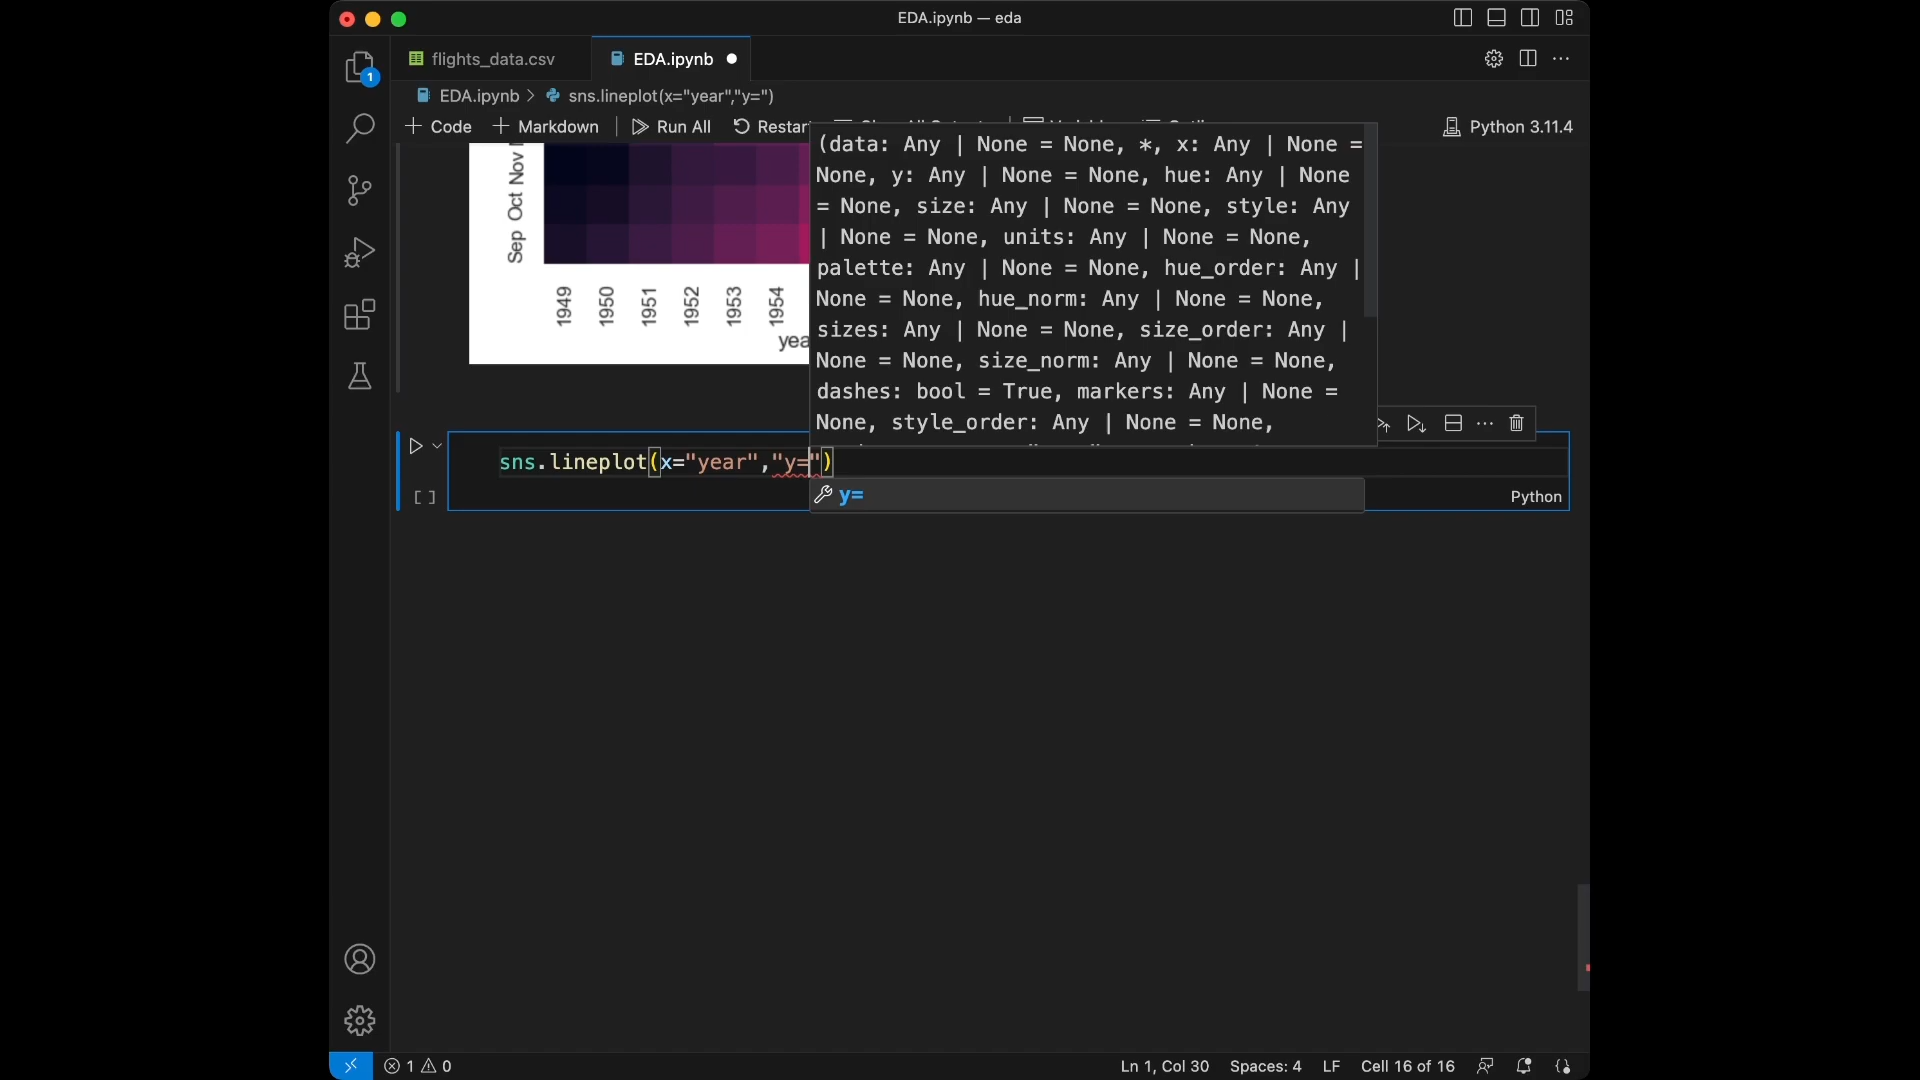 EDA.ipynb — eda
flights_data.csv
EDA.ipynb
EDA.ipynb > sns.lineplot(x="year","y=")
+ Code + Markdown | Run All Restart
Python 3.11.4
(data: Any | None = None, *, x: Any | None =
None, y: Any | None = None, hue: Any | None
= None, size: Any | None = None, style: Any
| None = None, units: Any | None = None,
palette: Any | None = None, hue_order: Any |
None = None, hue_norm: Any | None = None,
sizes: Any | None = None, size_order: Any |
None = None, size_norm: Any | None = None,
dashes: bool = True, markers: Any | None =
None, style_order: Any | None = None,
Nov
Oct
Sep
1949 1950 1951 1952 1953 1954
yea
sns.lineplot(x="year","y=")
y=
[ ]
Python
1
1 0
Ln 1, Col 30 Spaces: 4 LF Cell 16 of 16